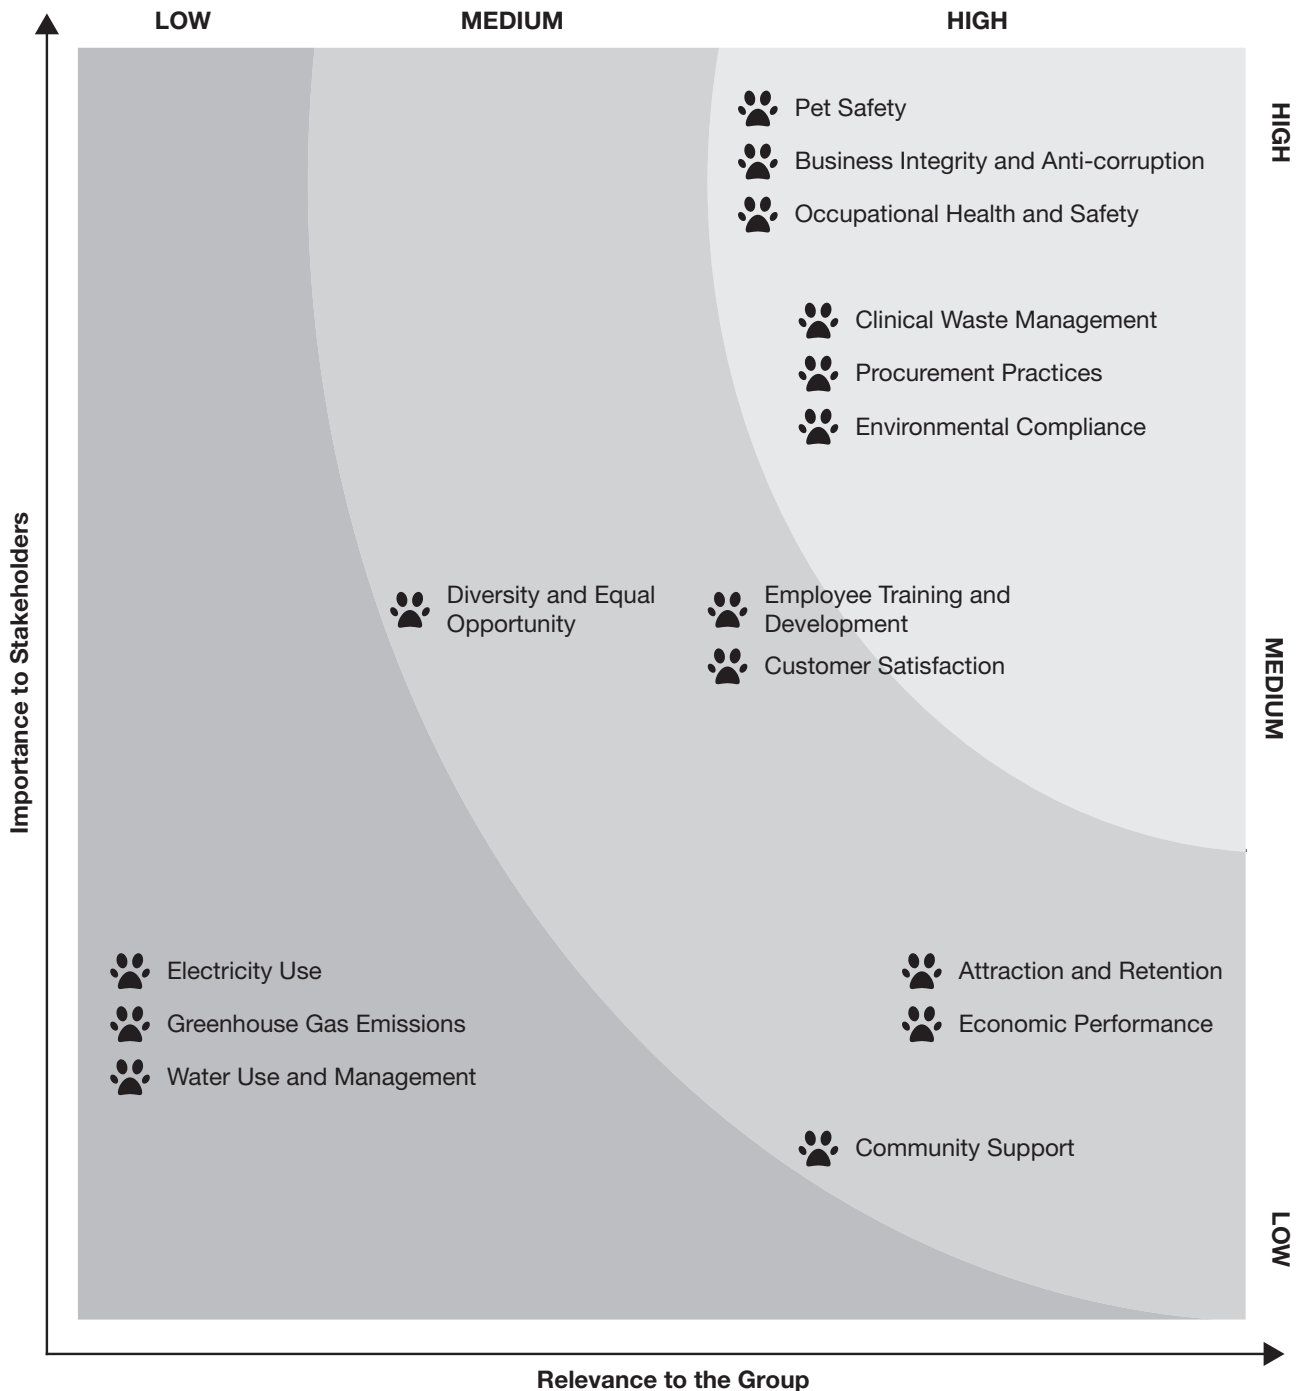 LOW
MEDIUM
HIGH
Pet Safety
Business Integrity and Anti-corruption
Occupational Health and Safety
HIGH
Clinical Waste Management
Procurement Practices
Environmental Compliance
Importance to Stakeholders
Diversity and Equal
Opportunity
Employee Training and
Development
Customer Satisfaction
MEDIUM
Electricity Use
Greenhouse Gas Emissions
Water Use and Management
Attraction and Retention
Economic Performance
Community Support
LOW
Relevance to the Group